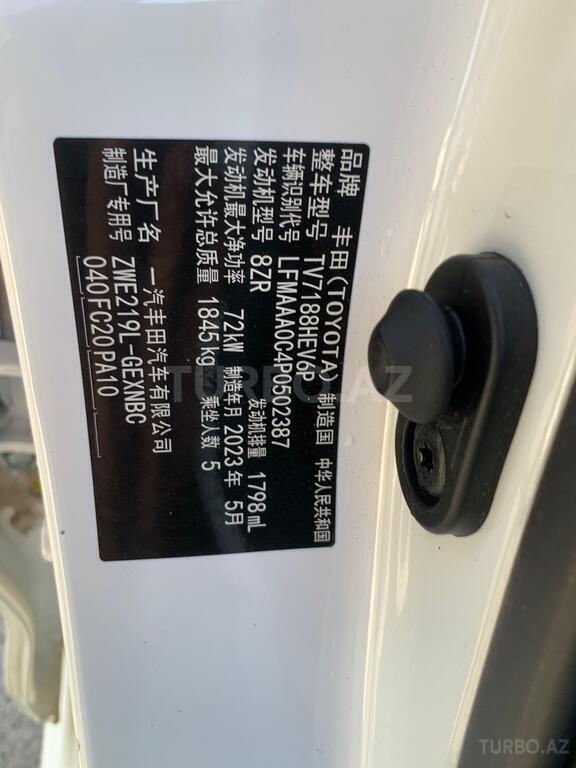 品牌 丰田(TOYOTA) 制造国 中华人民共和国
整车型号 TV7188HEV6P
车辆识别代号 LFMAAA0C4P0502387
发动机型号 8ZR 发动机排量 1798mL
发动机最大净功率 72kW 制造年月 2023年 5月
最大允许总质量 1845kg 乘坐人数 5
生产厂名 一汽丰田汽车有限公司
制造厂专用号 ZWE219L-GEXNBC
040FC20PA10
TURBO.AZ
TURBO.AZ